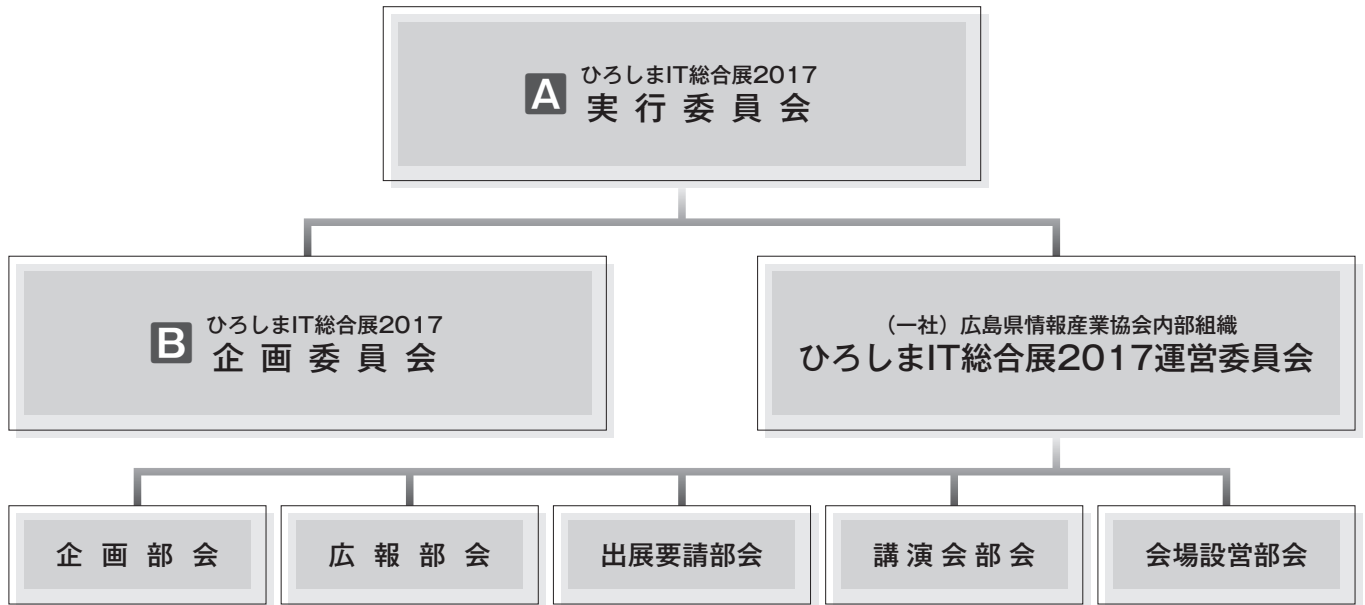 A
ひろしまIT総合展2017
実行委員会
B
ひろしまIT総合展2017
企画委員会
（一社）広島県情報産業協会内部組織
ひろしまIT総合展2017運営委員会
企画部会
広報部会
出展要請部会
講演会部会
会場設営部会